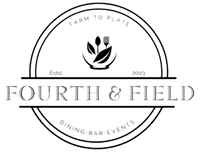 FARM TO PLATE
Estd 2023
FOURTH & FIELD
DINING·BAR·EVENTS